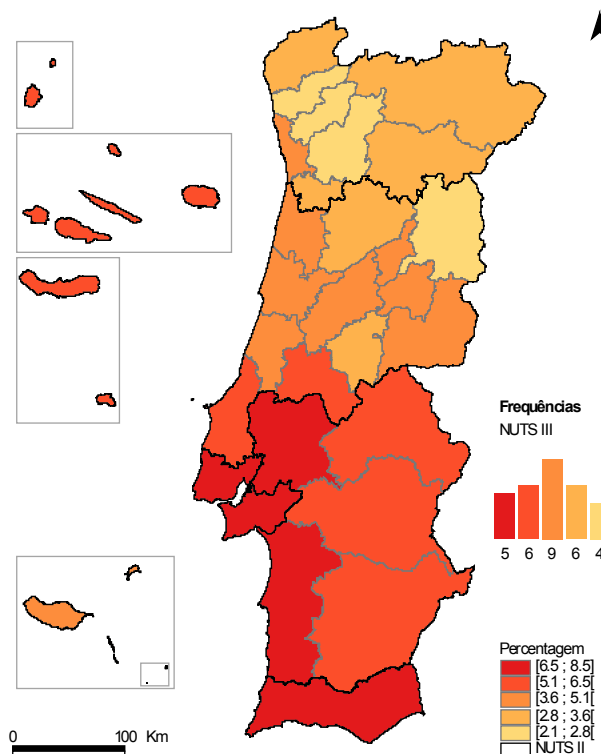 Frequências
NUTS III
5 6 9 6 4
Percentagem
[6.5 ; 8.5]
[5.1 ; 6.5[
[3.6 ; 5.1[
[2.8 ; 3.6[
[2.1 ; 2.8[
NUTS II
0 100 Km